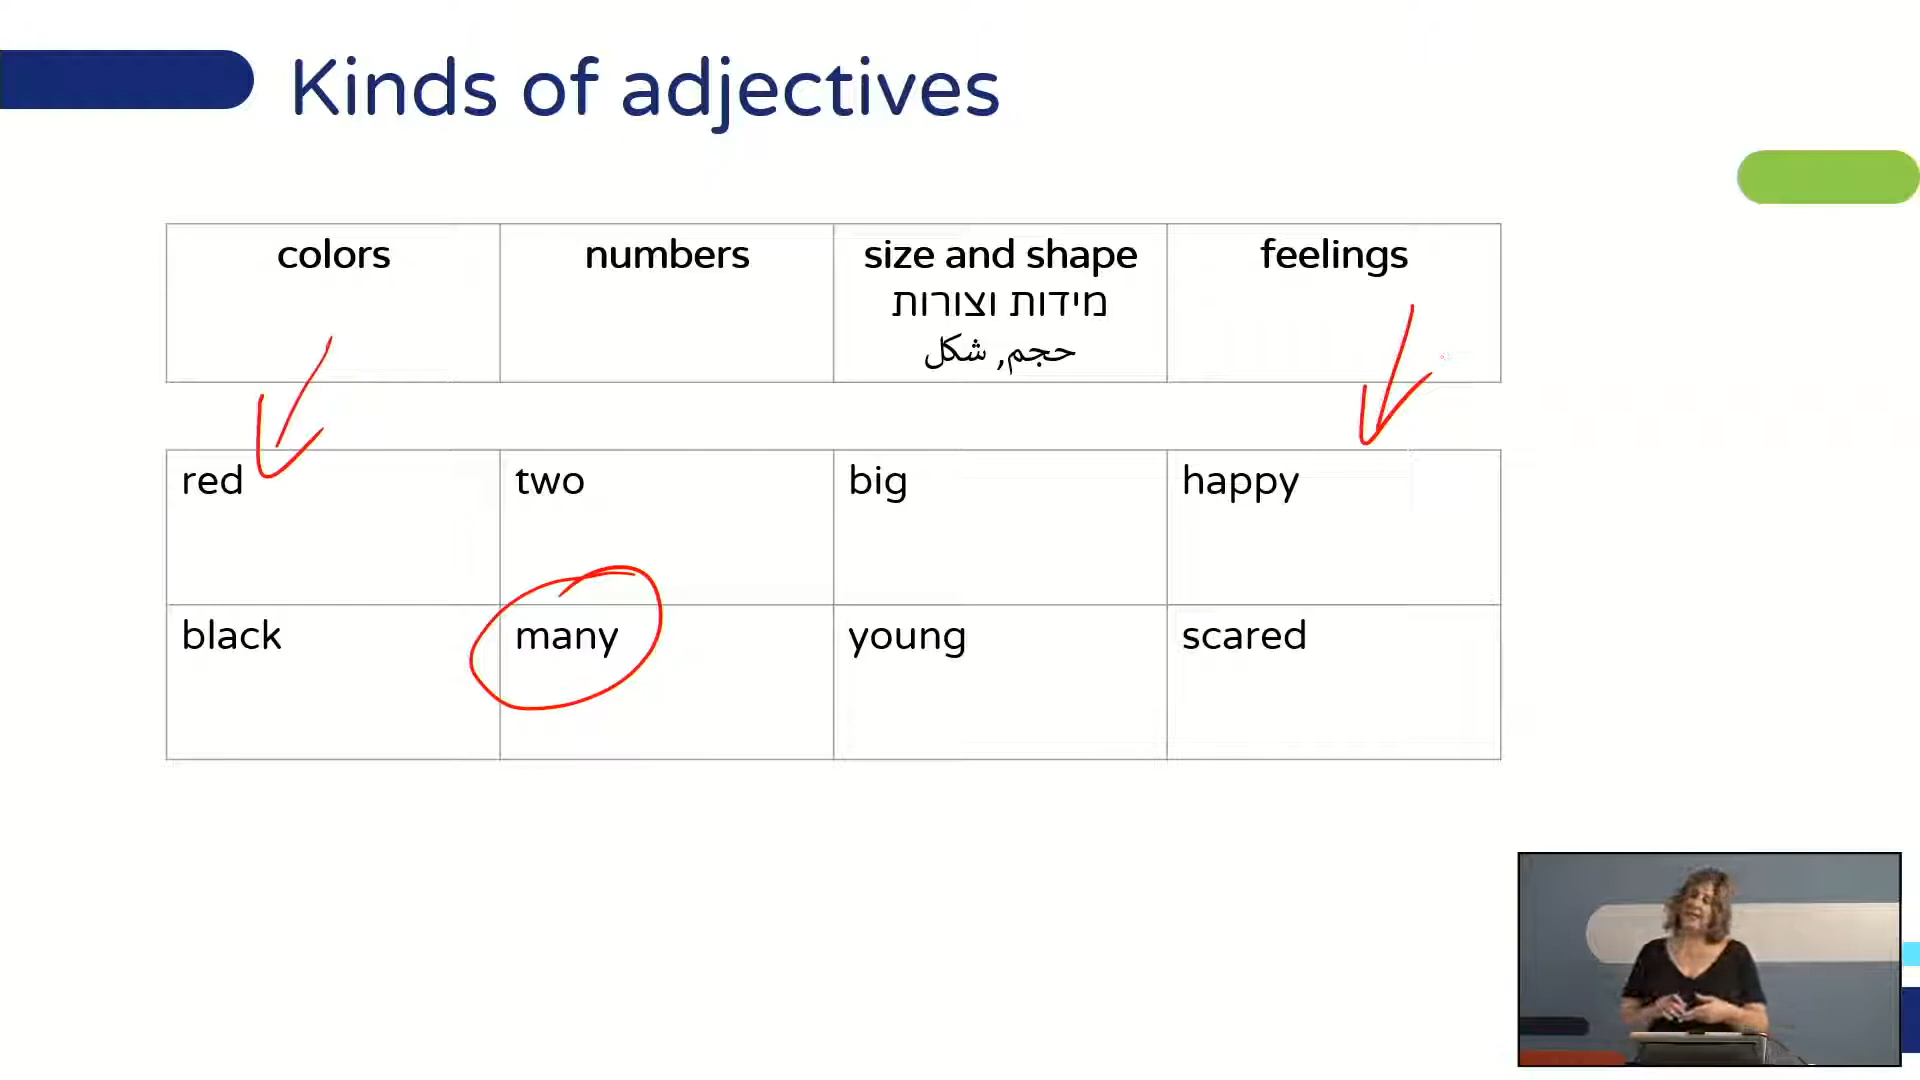 Kinds of adjectives
colors numbers size and shape feelings
מידות וצורות
حجم, شكل
red two big happy
black many young scared